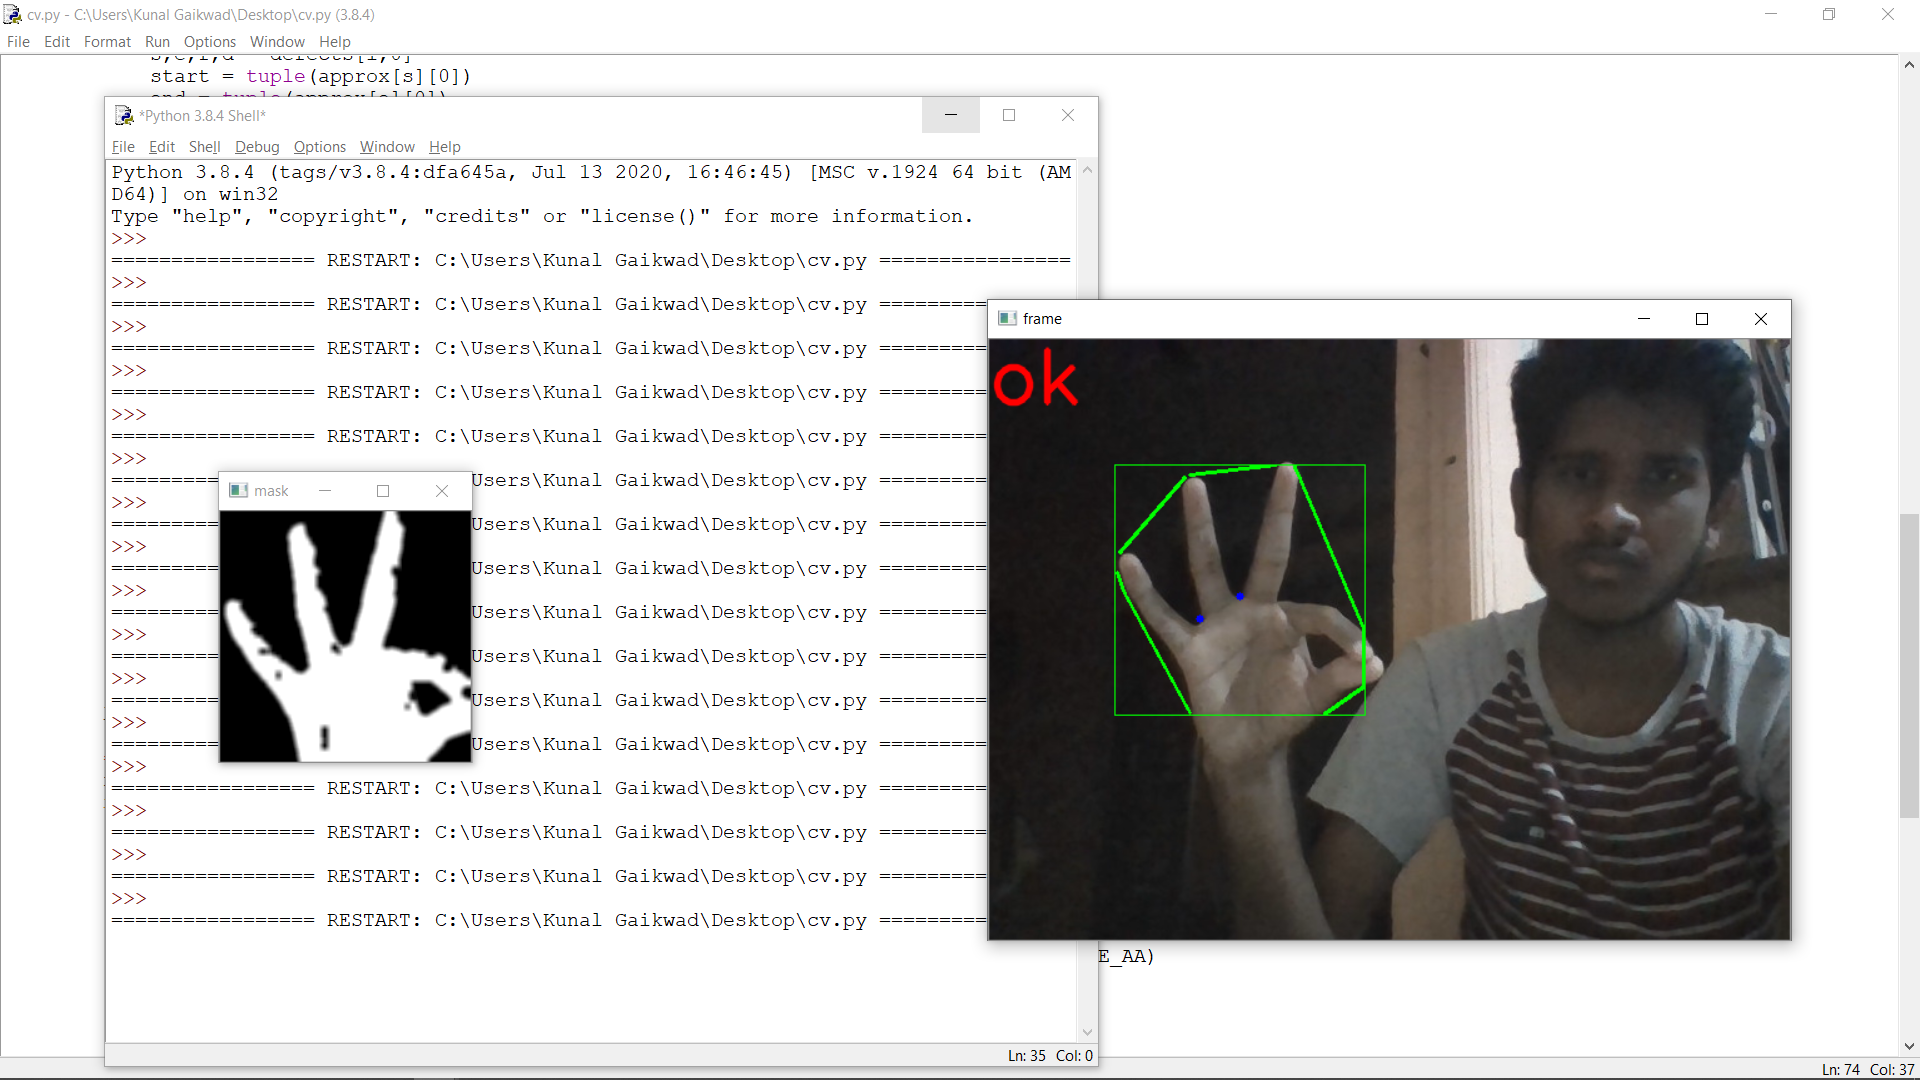 cv.py - C:\Users\Kunal Gaikwad\Desktop\cv.py (3.8.4)
File Edit Format Run Options Window Help
s,e,f,d = defects[i,0]
start = tuple(approx[s][0])
end = tuple(approx[e][0])
*Python 3.8.4 Shell*
File Edit Shell Debug Options Window Help
Python 3.8.4 (tags/v3.8.4:dfa645a, Jul 13 2020, 16:46:45) [MSC v.1924 64 bit (AM
D64)] on win32
Type "help", "copyright", "credits" or "license()" for more information.
>>>
================= RESTART: C:\Users\Kunal Gaikwad\Desktop\cv.py ================
>>>
================= RESTART: C:\Users\Kunal Gaikwad\Desktop\cv.py =========
>>>
================= RESTART: C:\Users\Kunal Gaikwad\Desktop\cv.py =========
>>>
================= RESTART: C:\Users\Kunal Gaikwad\Desktop\cv.py =========
>>>
================= RESTART: C:\Users\Kunal Gaikwad\Desktop\cv.py =========
>>>
========= Users\Kunal Gaikwad\Desktop\cv.py =========
>>>
========= Users\Kunal Gaikwad\Desktop\cv.py =========
>>>
========= Users\Kunal Gaikwad\Desktop\cv.py =========
>>>
========= Users\Kunal Gaikwad\Desktop\cv.py =========
>>>
========= Users\Kunal Gaikwad\Desktop\cv.py =========
>>>
========= Users\Kunal Gaikwad\Desktop\cv.py =========
>>>
========= Users\Kunal Gaikwad\Desktop\cv.py =========
>>>
================= RESTART: C:\Users\Kunal Gaikwad\Desktop\cv.py =========
>>>
================= RESTART: C:\Users\Kunal Gaikwad\Desktop\cv.py =========
>>>
================= RESTART: C:\Users\Kunal Gaikwad\Desktop\cv.py =========
>>>
================= RESTART: C:\Users\Kunal Gaikwad\Desktop\cv.py =========
Ln: 35 Col: 0
mask
frame
ok
E_AA)
Ln: 74 Col: 37